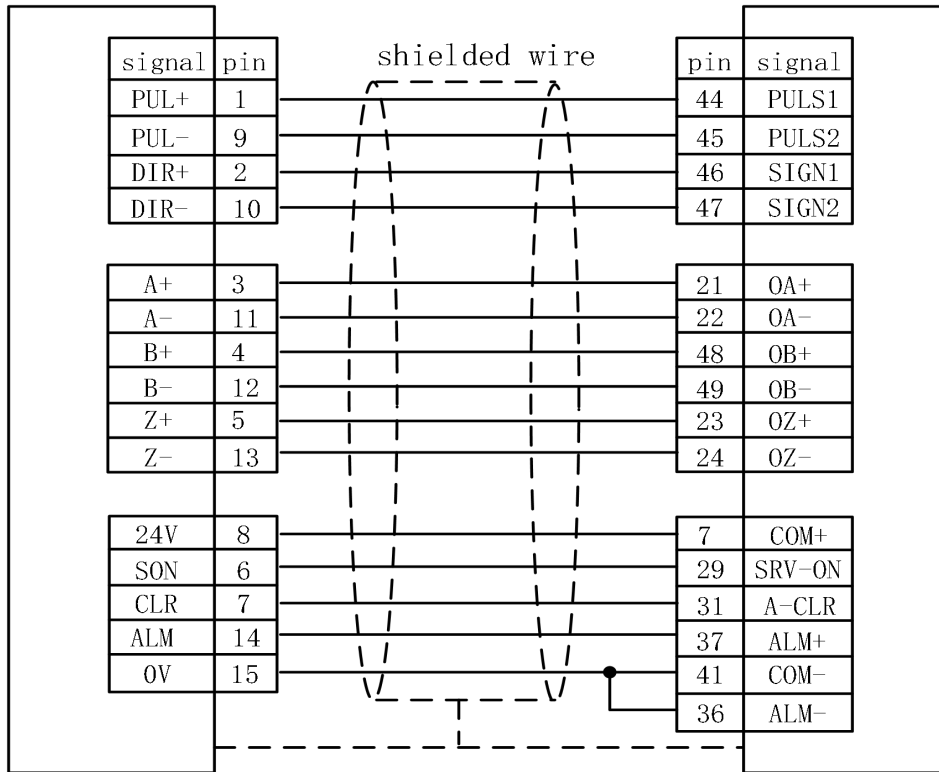 shielded wire
signal pin pin signal
PUL+ 1 44 PULS1
PUL- 9 45 PULS2
DIR+ 2 46 SIGN1
DIR- 10 47 SIGN2
A+ 3 21 OA+
A- 11 22 OA-
B+ 4 48 OB+
B- 12 49 OB-
Z+ 5 23 OZ+
Z- 13 24 OZ-
24V 8 7 COM+
SON 6 29 SRV-ON
CLR 7 31 A-CLR
ALM 14 37 ALM+
0V 15 41 COM-
36 ALM-